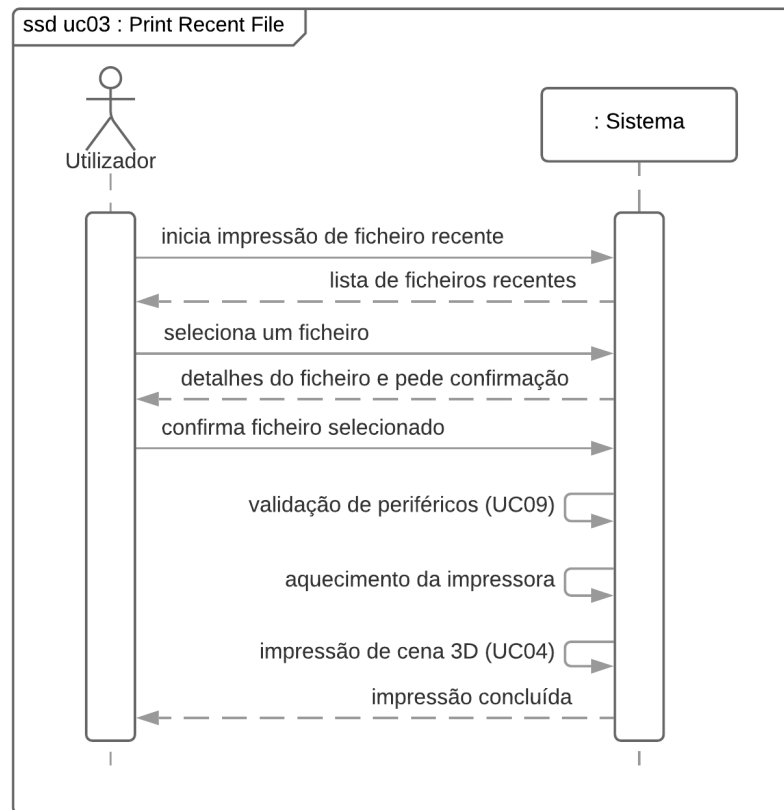 ssd uc03 : Print Recent File
Utilizador
: Sistema
inicia impressão de ficheiro recente
lista de ficheiros recentes
seleciona um ficheiro
detalhes do ficheiro e pede confirmação
confirma ficheiro selecionado
validação de periféricos (UC09)
aquecimento da impressora
impressão de cena 3D (UC04)
impressão concluída